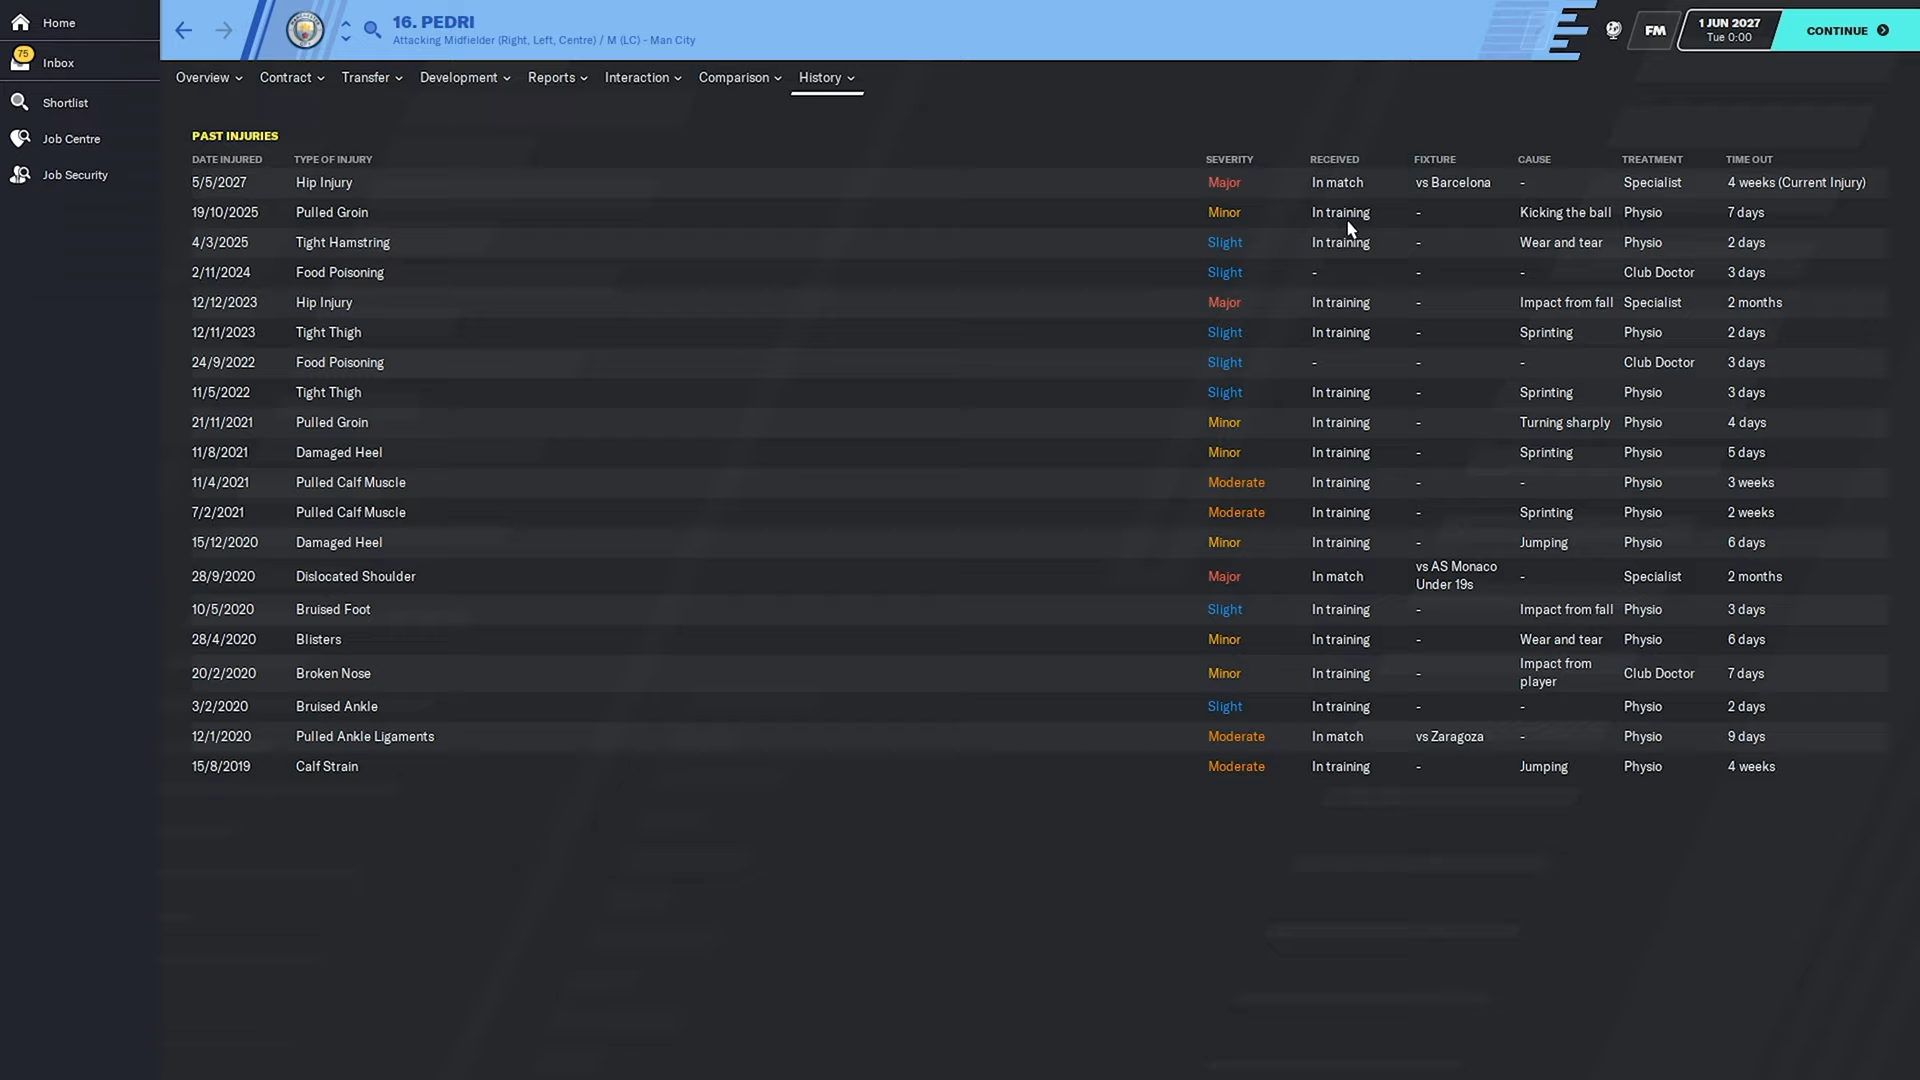 Home
75
Inbox
Shortlist
Job Centre
Job Security
16. PEDRI
Attacking Midfielder (Right, Left, Centre) / M (LC) - Man City
FM
1 JUN 2027
Tue 0:00
CONTINUE
Overview Contract Transfer Development Reports Interaction Comparison History
PAST INJURIES
DATE INJURED TYPE OF INJURY SEVERITY RECEIVED FIXTURE CAUSE TREATMENT TIME OUT
5/5/2027 Hip Injury Major In match vs Barcelona - Specialist 4 weeks (Current Injury)
19/10/2025 Pulled Groin Minor In training - Kicking the ball Physio 7 days
4/3/2025 Tight Hamstring Slight In training - Wear and tear Physio 2 days
2/11/2024 Food Poisoning Slight - - - Club Doctor 3 days
12/12/2023 Hip Injury Major In training - Impact from fall Specialist 2 months
12/11/2023 Tight Thigh Slight In training - Sprinting Physio 2 days
24/9/2022 Food Poisoning Slight - - - Club Doctor 3 days
11/5/2022 Tight Thigh Slight In training - Sprinting Physio 3 days
21/11/2021 Pulled Groin Minor In training - Turning sharply Physio 4 days
11/8/2021 Damaged Heel Minor In training - Sprinting Physio 5 days
11/4/2021 Pulled Calf Muscle Moderate In training - - Physio 3 weeks
7/2/2021 Pulled Calf Muscle Moderate In training - Sprinting Physio 2 weeks
15/12/2020 Damaged Heel Minor In training - Jumping Physio 6 days
28/9/2020 Dislocated Shoulder Major In match vs AS Monaco
Under 19s - Specialist 2 months
10/5/2020 Bruised Foot Slight In training - Impact from fall Physio 3 days
28/4/2020 Blisters Minor In training - Wear and tear Physio 6 days
20/2/2020 Broken Nose Minor In training - Impact from
player Club Doctor 7 days
3/2/2020 Bruised Ankle Slight In training - - Physio 2 days
12/1/2020 Pulled Ankle Ligaments Moderate In match vs Zaragoza - Physio 9 days
15/8/2019 Calf Strain Moderate In training - Jumping Physio 4 weeks